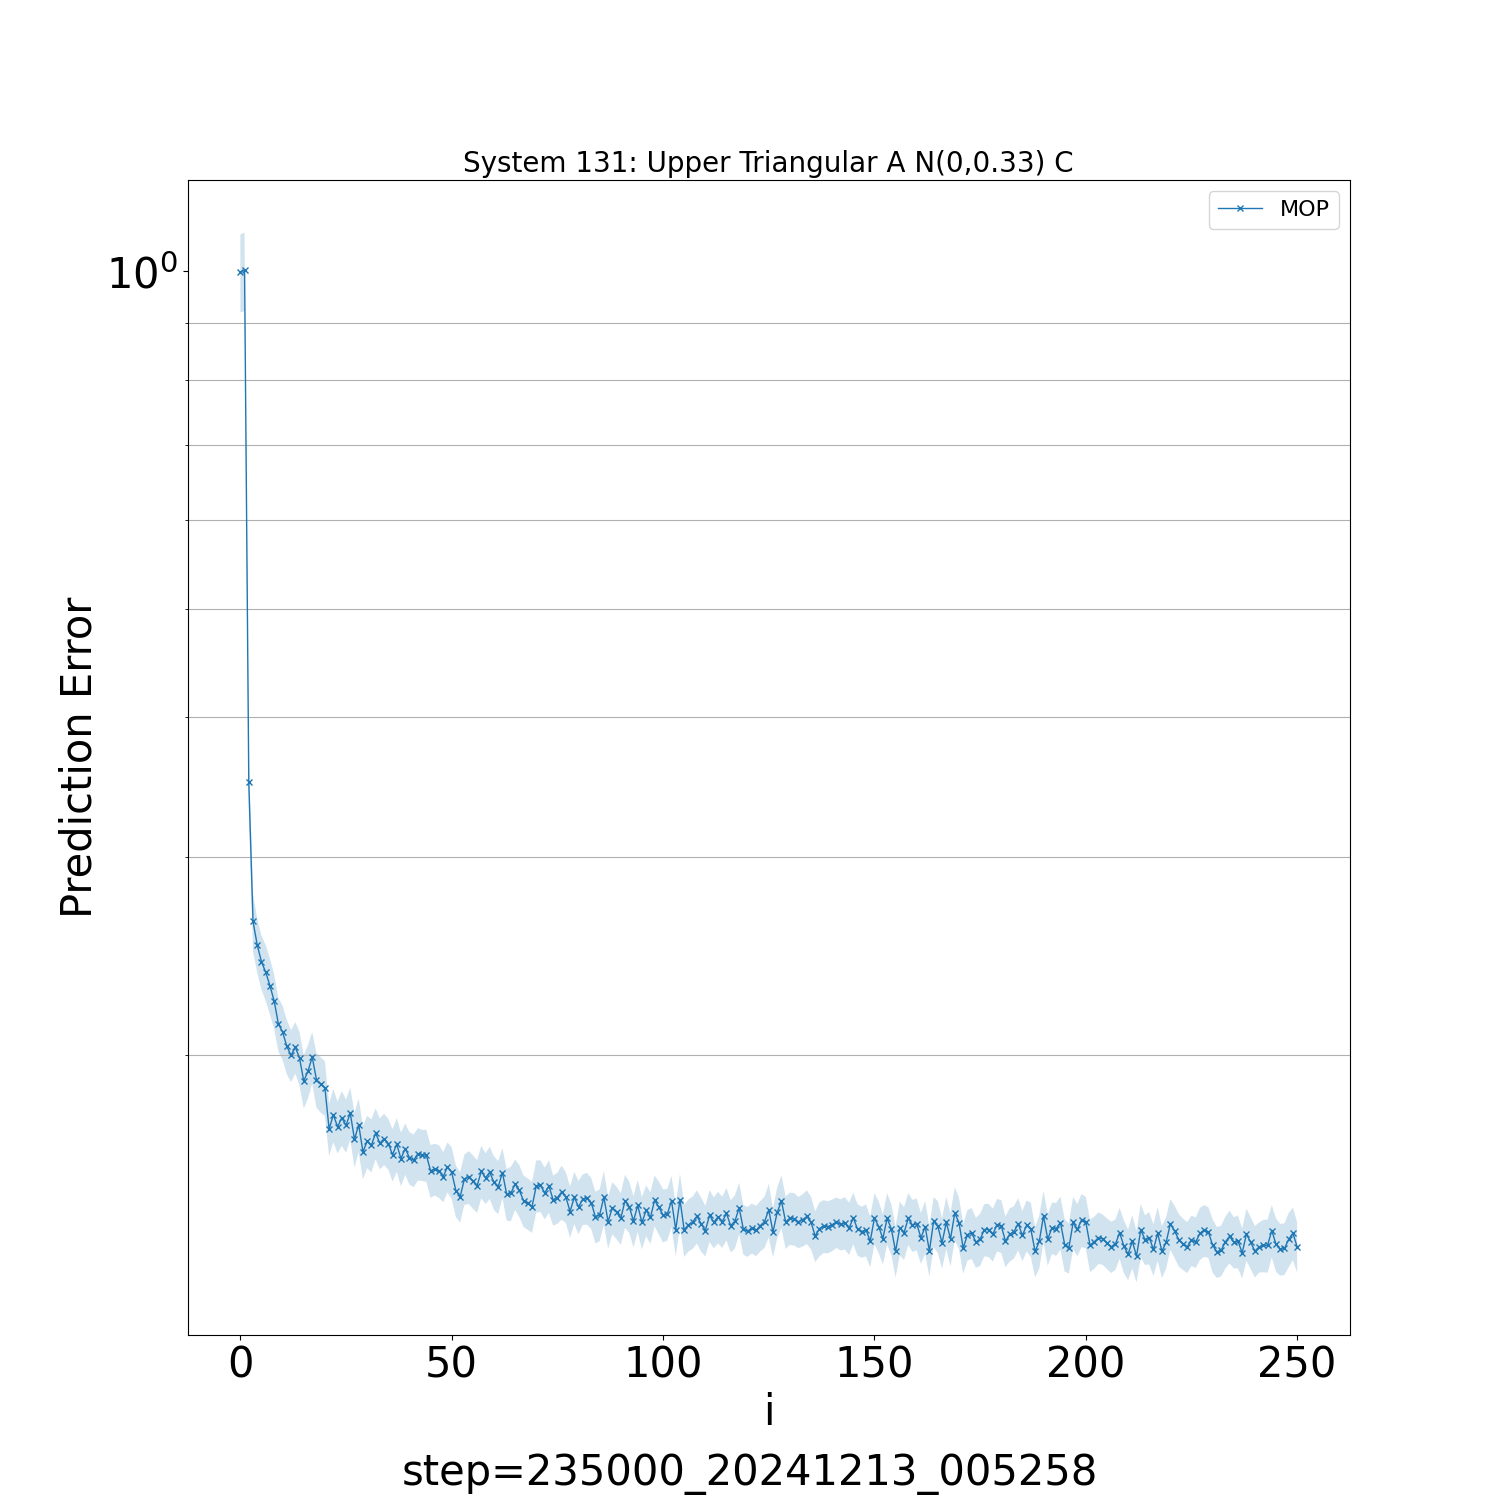 System 131: Upper Triangular A N(0,0.33) C
MOP
10⁰
Prediction Error
0 50 100 150 200 250
i
step=235000_20241213_005258